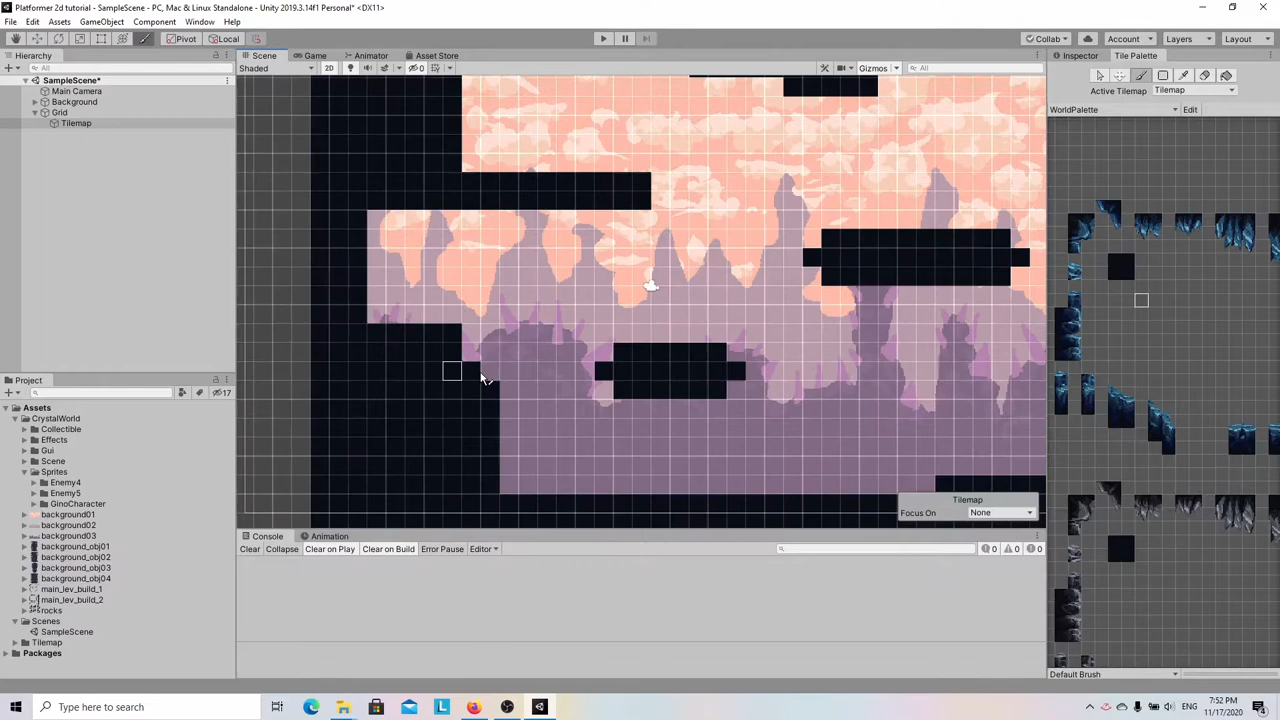 Platformer 2d tutorial - SampleScene - PC, Mac & Linux Standalone - Unity 2019.3.14f1 Personal* <DX11>
File Edit Assets GameObject Component Window Help
Pivot Local Collab Account Layers Layout
Hierarchy Scene Game Animator Asset Store Inspector Tile Palette
All Shaded 2D 0 Gizmos All
SampleScene*
Main Camera
Background
Grid
Tilemap
Active Tilemap Tilemap
WorldPalette Edit
Tilemap
Focus On None
Project
17
Assets
CrystalWorld
Collectible
Effects
Gui
Scene
Sprites
Enemy4
Enemy5
GinoCharacter
background01
background02
background03
background_obj01
background_obj02
background_obj03
background_obj04
main_lev_build_1
main_lev_build_2
rocks
Scenes
SampleScene
Tilemap
Packages
Console Animation
Clear Collapse Clear on Play Clear on Build Error Pause Editor 0 0 0
Default Brush
Type here to search
7:52 PM
11/17/2020
4